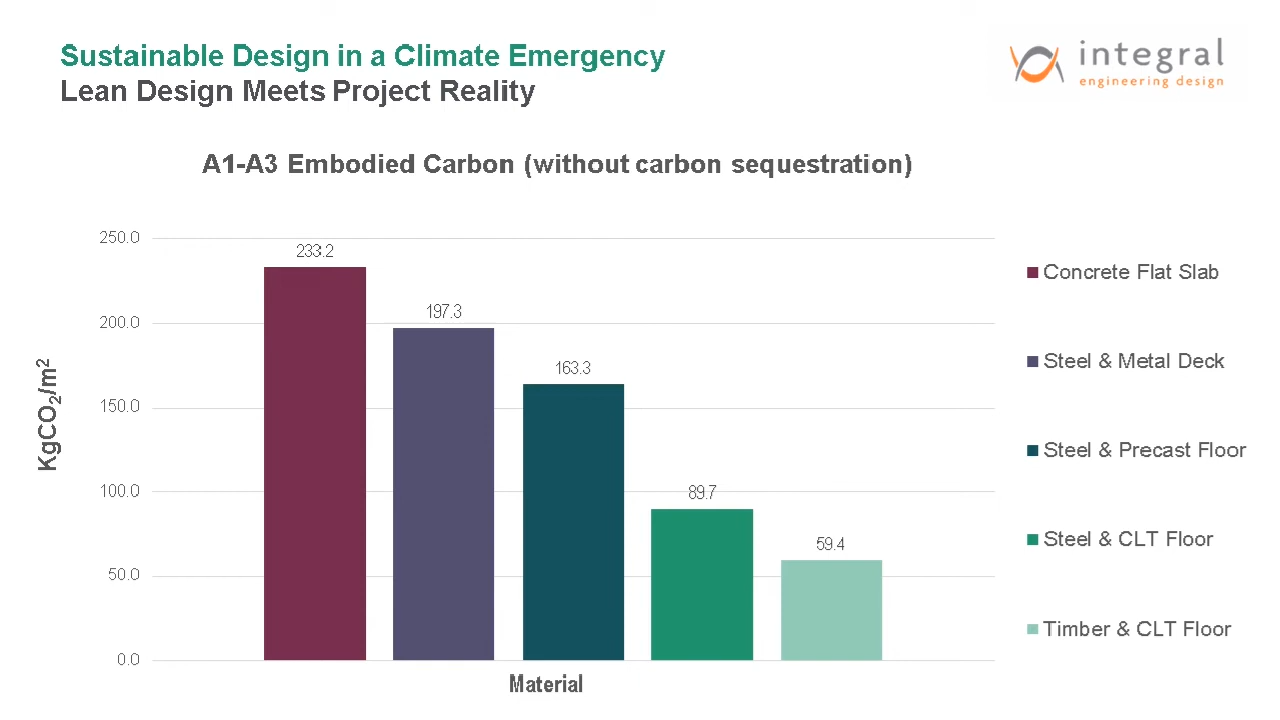 Sustainable Design in a Climate Emergency
Lean Design Meets Project Reality
integral
engineering design
A1-A3 Embodied Carbon (without carbon sequestration)
KgCO₂/m²
250.0
200.0
150.0
100.0
50.0
0.0
233.2
197.3
163.3
89.7
59.4
Material
Concrete Flat Slab
Steel & Metal Deck
Steel & Precast Floor
Steel & CLT Floor
Timber & CLT Floor